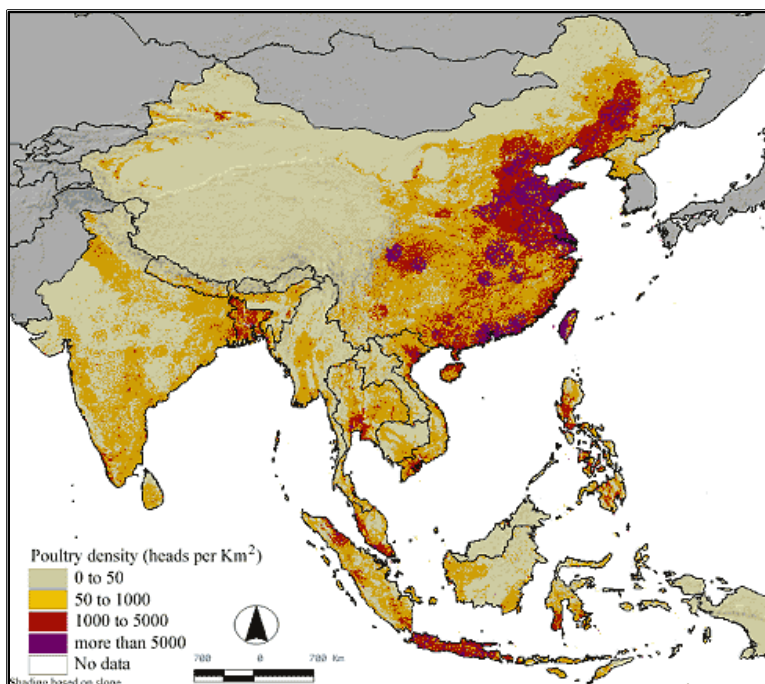 Poultry density (heads per Km²)
0 to 50
50 to 1000
1000 to 5000
more than 5000
No data
700 0 700 Km
Shading based on slope